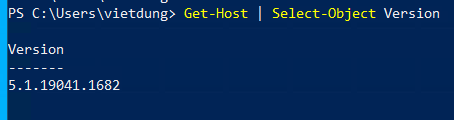 PS C:\Users\vietdung> Get-Host | Select-Object Version
Version
-------
5.1.19041.1682